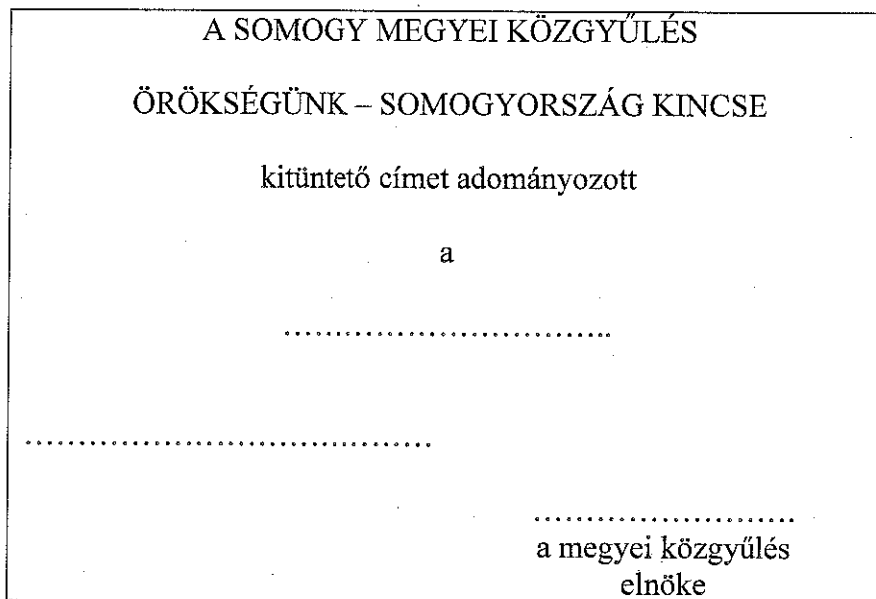 A SOMOGY MEGYEI KÖZGYŰLÉS
ÖRÖKSÉGÜNK – SOMOGYORSZÁG KINCSE
kitüntető címet adományozott
a
.................................
.......................................
.........................
a megyei közgyűlés
elnöke